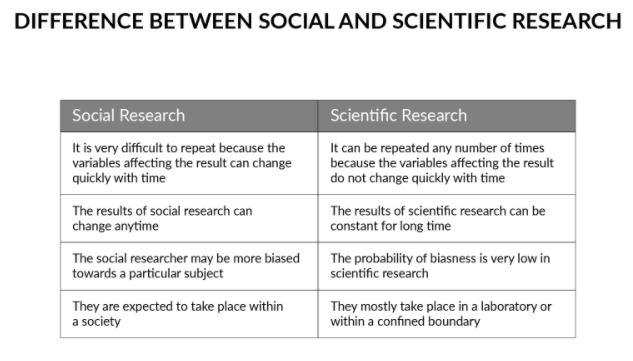 DIFFERENCE BETWEEN SOCIAL AND SCIENTIFIC RESEARCH
Social Research
Scientific Research
It is very difficult to repeat because the
variables affecting the result can change
quickly with time
It can be repeated any number of times
because the variables affecting the result
do not change quickly with time
The results of social research can
change anytime
The results of scientific research can be
constant for long time
The social researcher may be more biased
towards a particular subject
The probability of biasness is very low in
scientific research
They are expected to take place within
a society
They mostly take place in a laboratory or
within a confined boundary